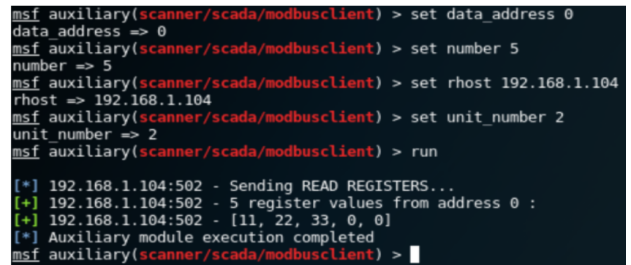 msf auxiliary(scanner/scada/modbusclient) > set data_address 0
data_address => 0
msf auxiliary(scanner/scada/modbusclient) > set number 5
number => 5
msf auxiliary(scanner/scada/modbusclient) > set rhost 192.168.1.104
rhost => 192.168.1.104
msf auxiliary(scanner/scada/modbusclient) > set unit_number 2
unit_number => 2
msf auxiliary(scanner/scada/modbusclient) > run
[*] 192.168.1.104:502 - Sending READ REGISTERS...
[+] 192.168.1.104:502 - 5 register values from address 0 :
[+] 192.168.1.104:502 - [11, 22, 33, 0, 0]
[*] Auxiliary module execution completed
msf auxiliary(scanner/scada/modbusclient) >